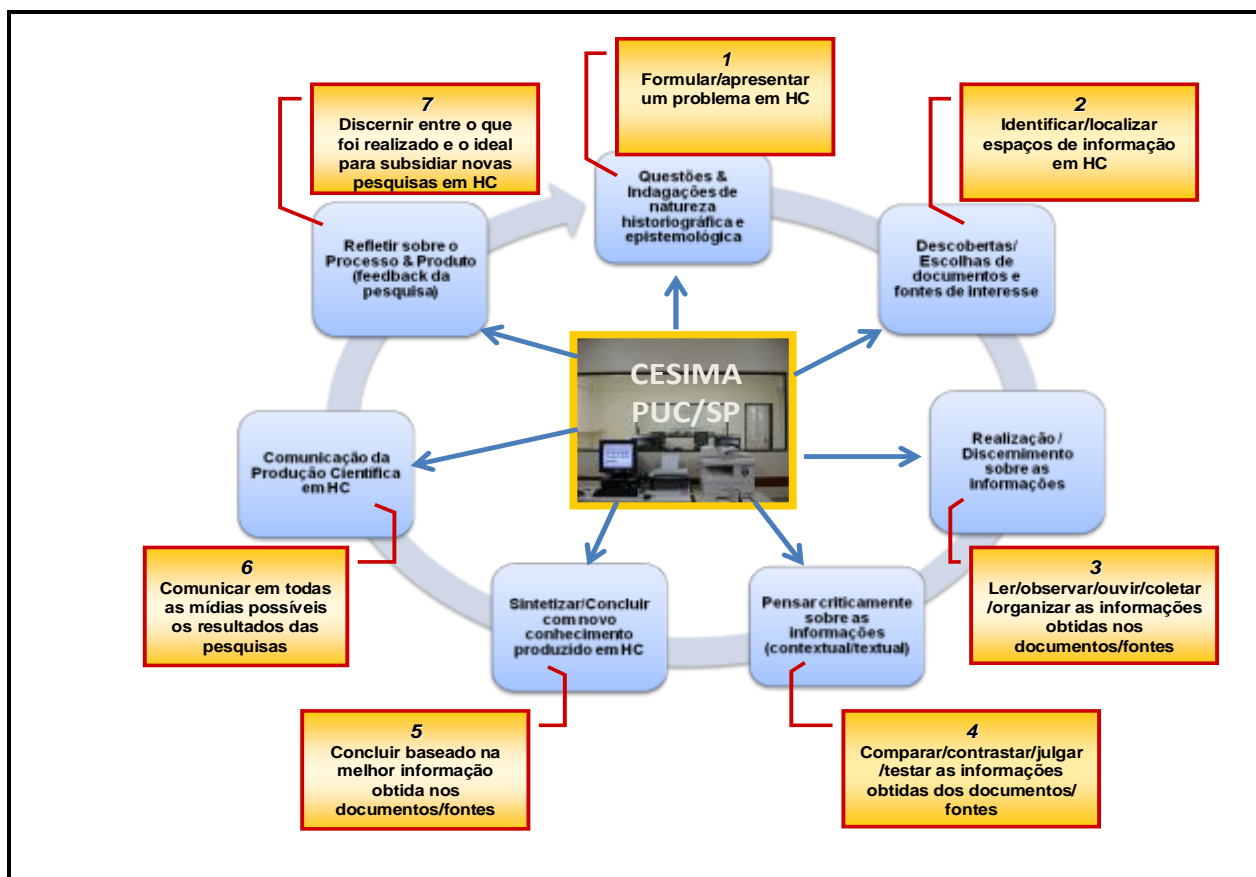 1
Formular/apresentar
um problema em HC
Questões &
Indagações de
natureza
historiográfica e
epistemológica
2
Identificar/localizar
espaços de informação
em HC
Descobertas/
Escolhas de
documentos e
fontes de interesse
Realização /
Discernimento
sobre as
informações
3
Ler/observar/ouvir/coletar
/organizar as informações
obtidas nos
documentos/fontes
Pensar criticamente
sobre as
informações
(contextual/textual)
4
Comparar/contrastar/julgar
/testar as informações
obtidas dos documentos/
fontes
Sintetizar/Concluir
com novo
conhecimento
produzido em HC
5
Concluir baseado na
melhor informação
obtida nos
documentos/fontes
Comunicação da
Produção Científica
em HC
6
Comunicar em todas
as mídias possíveis
os resultados das
pesquisas
7
Discernir entre o que
foi realizado e o ideal
para subsidiar novas
pesquisas em HC
Refletir sobre o
Processo & Produto
(feedback da
pesquisa)
CESIMA
PUC/SP